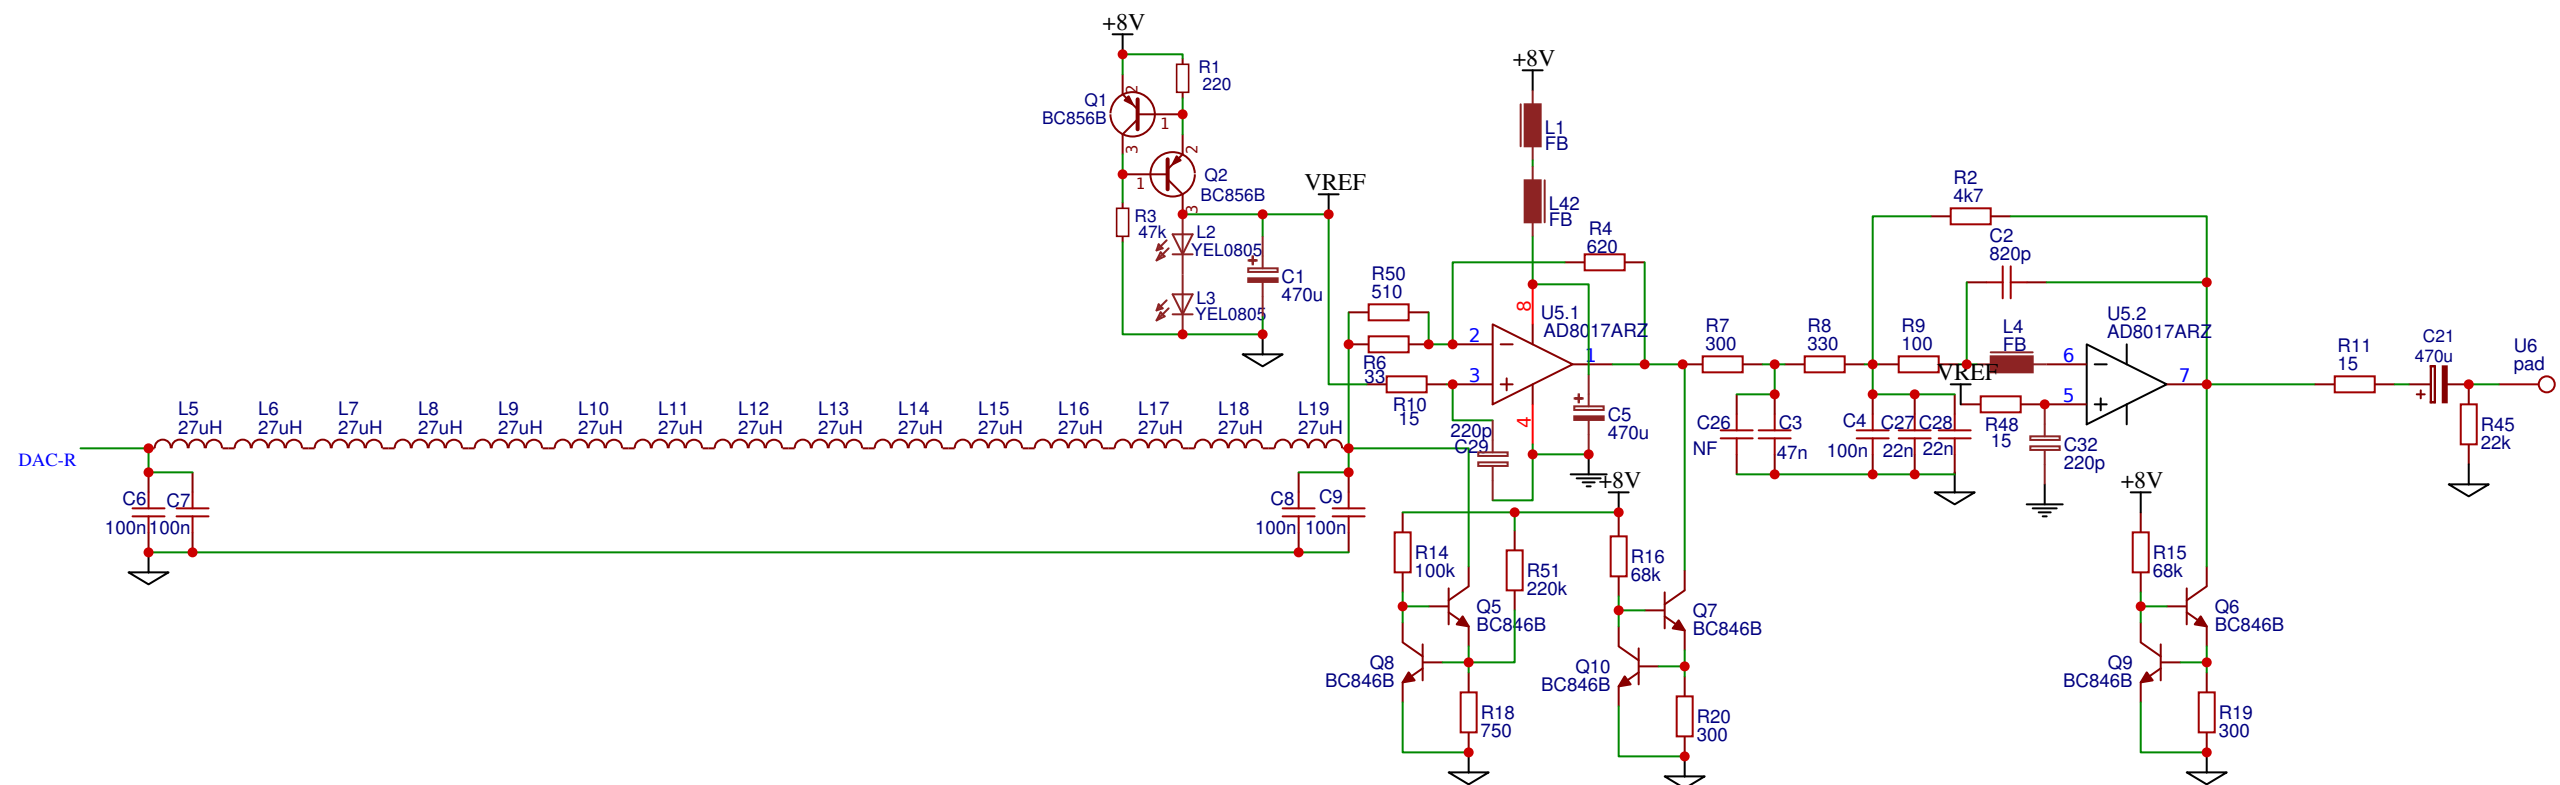 +8V
R1
220
Q1
BC856B
2
1
3
2
1
3
Q2
BC856B
R3
47k
L2
YEL0805
L3
YEL0805
+
C1
470u
VREF
+8V
L1
FB
L42
FB
R4
620
R50
510
R6
33
R10
15
2
3
8
4
1
U5.1
AD8017ARZ
+
C5
470u
220p
C29
DAC-R
L5
27uH
L6
27uH
L7
27uH
L8
27uH
L9
27uH
L10
27uH
L11
27uH
L12
27uH
L13
27uH
L14
27uH
L15
27uH
L16
27uH
L17
27uH
L18
27uH
L19
27uH
C6
100n
C7
100n
C8
100n
C9
100n
+8V
R14
100k
R51
220k
Q5
BC846B
Q8
BC846B
R18
750
R16
68k
Q7
BC846B
Q10
BC846B
R20
300
R7
300
R8
330
R9
100
R2
4k7
C2
820p
L4
FB
VREF
C26
NF
C3
47n
C4
100n
C27
22n
C28
22n
R48
15
C32
220p
6
5
7
U5.2
AD8017ARZ
+8V
R15
68k
Q6
BC846B
Q9
BC846B
R19
300
R11
15
C21
470u
+
R45
22k
U6
pad